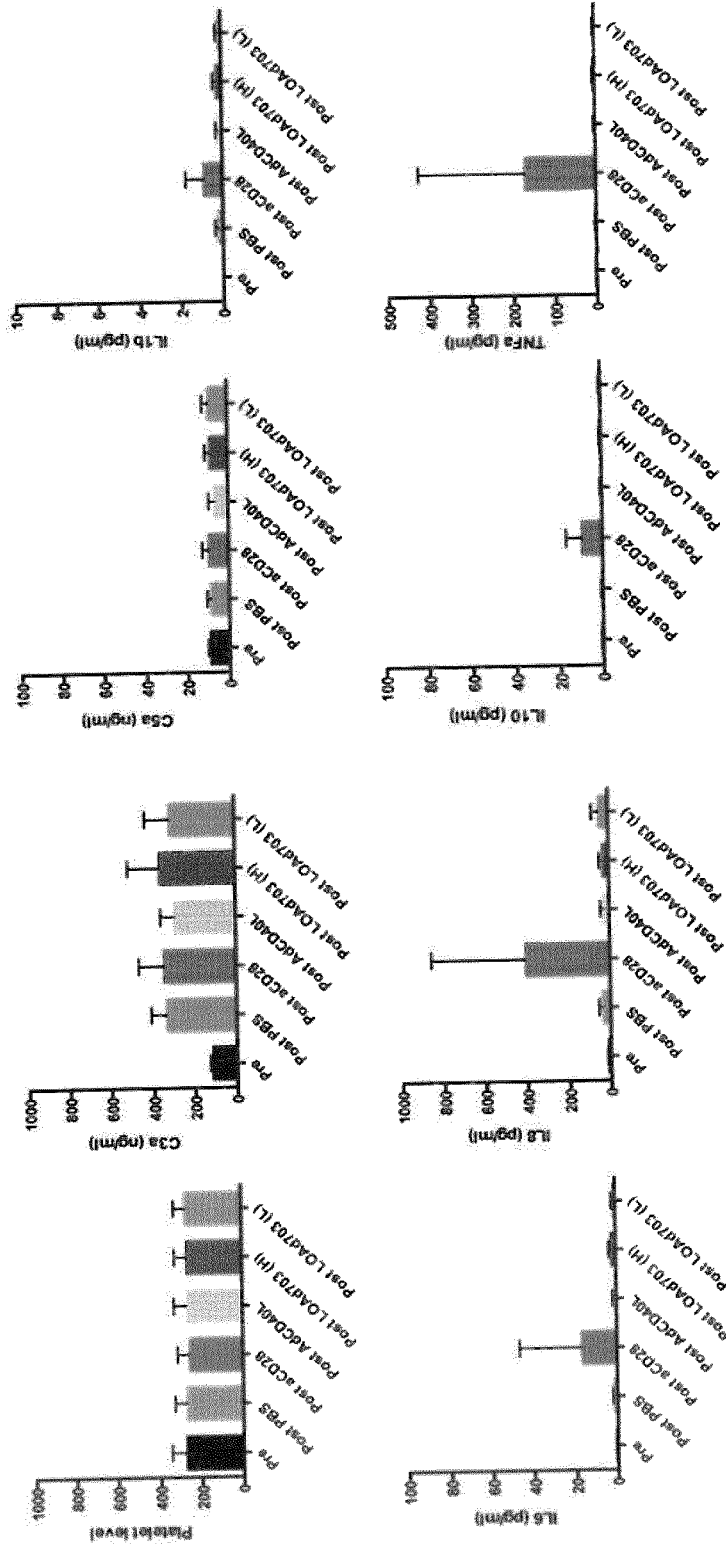 Platelet level
1000
800
600
400
200
0
Pre
Post PBS
Post aCD28
Post AdCD40L
Post LOAd703 (H)
Post LOAd703 (L)
C3a (ng/ml)
1000
800
600
400
200
0
Pre
Post PBS
Post aCD28
Post AdCD40L
Post LOAd703 (H)
Post LOAd703 (L)
C5a (ng/ml)
100
80
60
40
20
0
Pre
Post PBS
Post aCD28
Post AdCD40L
Post LOAd703 (H)
Post LOAd703 (L)
IL1b (pg/ml)
10
8
6
4
2
0
Pre
Post PBS
Post aCD28
Post AdCD40L
Post LOAd703 (H)
Post LOAd703 (L)
IL6 (pg/ml)
100
80
60
40
20
0
Pre
Post PBS
Post aCD28
Post AdCD40L
Post LOAd703 (H)
Post LOAd703 (L)
IL8 (pg/ml)
1000
800
600
400
200
0
Pre
Post PBS
Post aCD28
Post AdCD40L
Post LOAd703 (H)
Post LOAd703 (L)
IL10 (pg/ml)
100
80
60
40
20
0
Pre
Post PBS
Post aCD28
Post AdCD40L
Post LOAd703 (H)
Post LOAd703 (L)
TNFa (pg/ml)
500
400
300
200
100
0
Pre
Post PBS
Post aCD28
Post AdCD40L
Post LOAd703 (H)
Post LOAd703 (L)